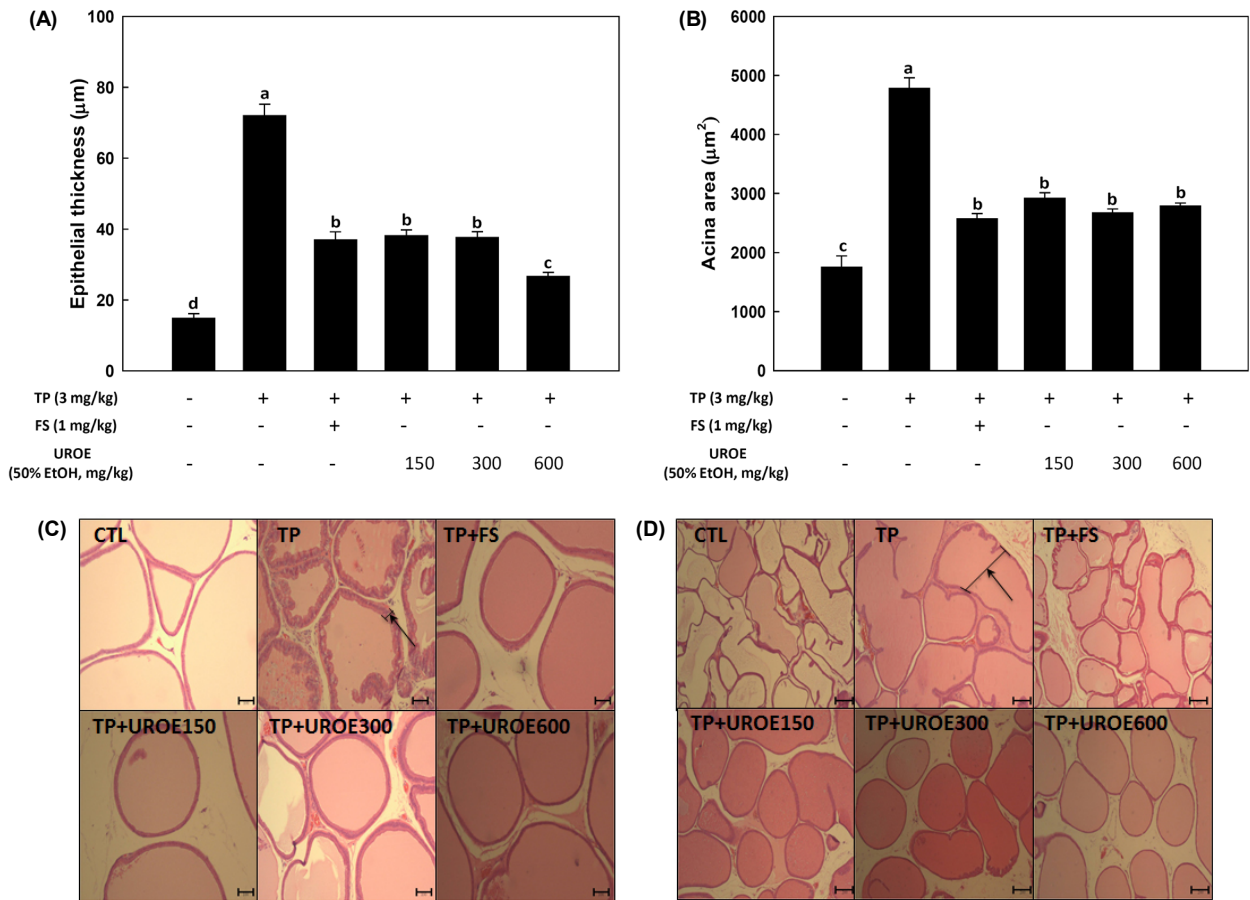 (A)
100
80
60
40
20
0
Epithelial thickness (μm)
d
a
b
b
b
c
TP (3 mg/kg) - + + + + +
FS (1 mg/kg) - - + - - -
UROE
(50% EtOH, mg/kg) - - - 150 300 600
(B)
6000
5000
4000
3000
2000
1000
0
Acina area (μm²)
c
a
b
b
b
b
TP (3 mg/kg) - + + + + +
FS (1 mg/kg) - - + - - -
UROE
(50% EtOH, mg/kg) - - - 150 300 600
(C)
CTL
TP
TP+FS
TP+UROE150
TP+UROE300
TP+UROE600
(D)
CTL
TP
TP+FS
TP+UROE150
TP+UROE300
TP+UROE600